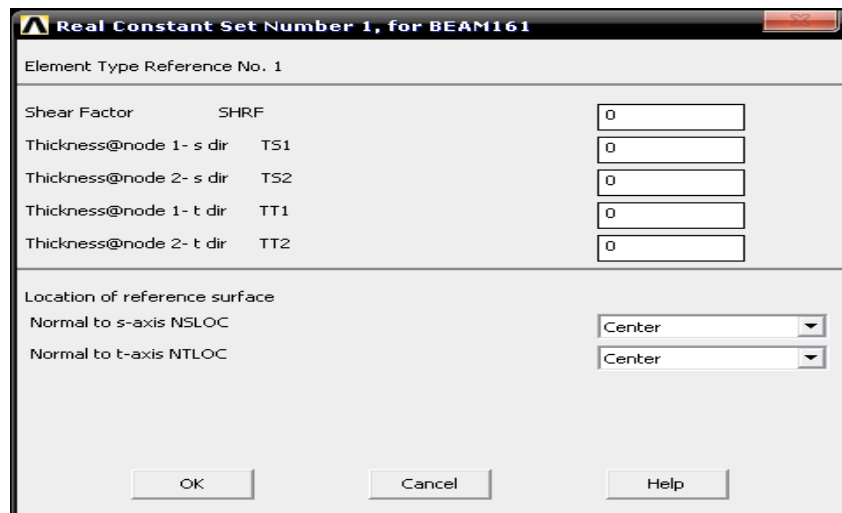 Real Constant Set Number 1, for BEAM161
Element Type Reference No. 1
Shear Factor SHRF 0
Thickness@node 1- s dir TS1 0
Thickness@node 2- s dir TS2 0
Thickness@node 1- t dir TT1 0
Thickness@node 2- t dir TT2 0
Location of reference surface
Normal to s-axis NSLOC Center
Normal to t-axis NTLOC Center
OK Cancel Help